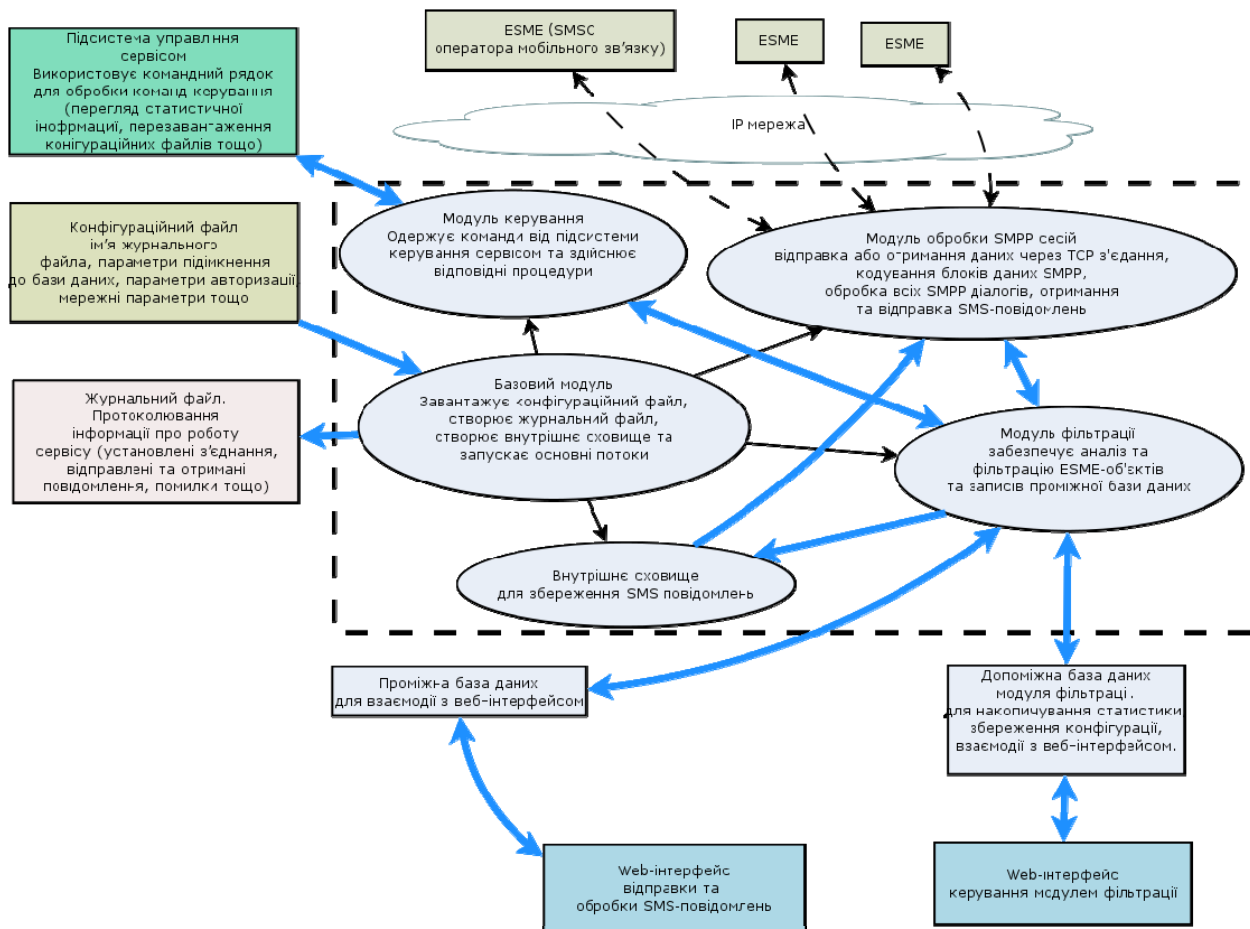 Підсистема управління
сервісом
Використовує командний рядок
для обробки команд керування
(перегляд статистичної
інофрмациї, перезавантаження
конігураційних файлів тощо)
ESME (SMSC
оператора мобільного зв'язку)
ESME
ESME
IP мережа
Конфігураційний файл
ім'я журнального
файла, параметри підімкнення
до бази даних, параметри авторизації,
мережні параметри тощо
Модуль керування
Одержує команди від підсистеми
керування сервісом та здійснює
відповідні процедури
Модуль обробки SMPP сесій
відправка або отримання даних через TCP з'єдання,
кодування блоків даних SMPP,
обробка всіх SMPP діалогів, отримання
та відправка SMS-повідомлень
Журнальний файл.
Протоколювання
інформації про роботу
сервісу (установлені з'єднання,
відправлені та отримані
повідомлення, помилки тощо)
Базовий модуль
Завантажує конфігураційний файл,
створює журнальний файл,
створює внутрішнє сховище та
запускає основні потоки
Модуль фільтрації
забезпечує аналіз та
фільтрацію ESME-об'єктів
та записів проміжної бази даних
Внутрішнє сховище
для збереження SMS повідомлень
Проміжна база даних
для взаємодії з веб-інтерфейсом
Допоміжна база даних
модуля фільтрації.
для накопичування статистики,
збереження конфігурації,
взаємодії з веб-інтерфейсом.
Web-інтерфейс
відправки та
обробки SMS-повідомлень
Web-інтерфейс
керування модулем фільтрації